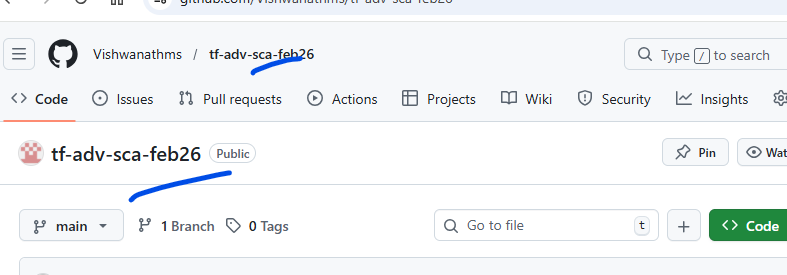 github.com/Vishwanathms/tf-adv-sca-feb26
Vishwanathms / tf-adv-sca-feb26
Type / to search
Code Issues Pull requests Actions Projects Wiki Security Insights
tf-adv-sca-feb26 Public Pin Wat
main 1 Branch 0 Tags Go to file t + Code